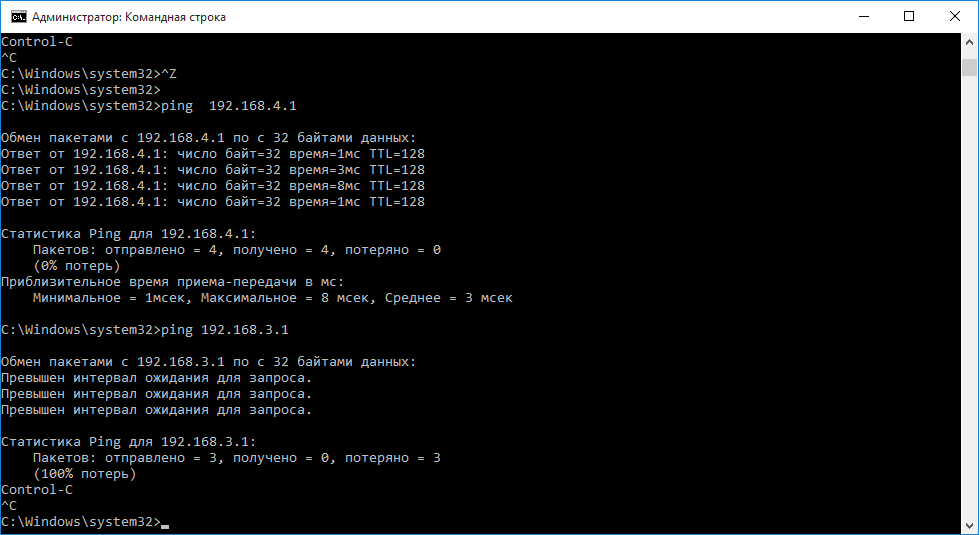 Администратор: Командная строка
Control-C
^C
C:\Windows\system32>^Z
C:\Windows\system32>
C:\Windows\system32>ping  192.168.4.1
Обмен пакетами с 192.168.4.1 по с 32 байтами данных:
Ответ от 192.168.4.1: число байт=32 время=1мс TTL=128
Ответ от 192.168.4.1: число байт=32 время=3мс TTL=128
Ответ от 192.168.4.1: число байт=32 время=8мс TTL=128
Ответ от 192.168.4.1: число байт=32 время=1мс TTL=128
Статистика Ping для 192.168.4.1:
    Пакетов: отправлено = 4, получено = 4, потеряно = 0
    (0% потерь)
Приблизительное время приема-передачи в мс:
    Минимальное = 1мсек, Максимальное = 8 мсек, Среднее = 3 мсек
C:\Windows\system32>ping 192.168.3.1
Обмен пакетами с 192.168.3.1 по с 32 байтами данных:
Превышен интервал ожидания для запроса.
Превышен интервал ожидания для запроса.
Превышен интервал ожидания для запроса.
Статистика Ping для 192.168.3.1:
    Пакетов: отправлено = 3, получено = 0, потеряно = 3
    (100% потерь)
Control-C
^C
C:\Windows\system32>